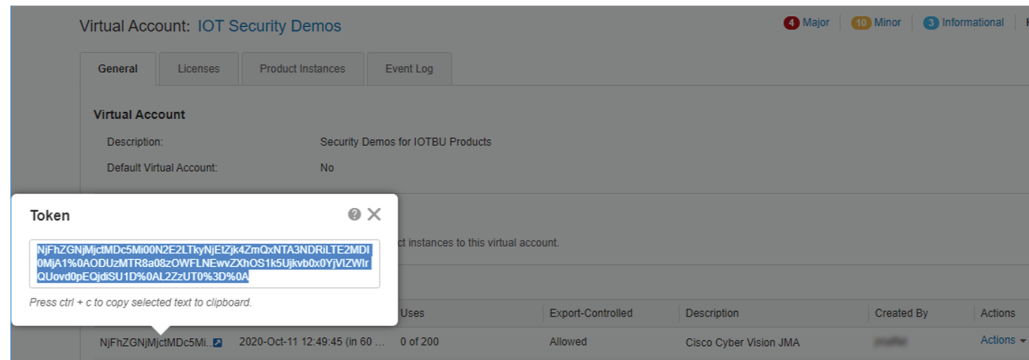 Virtual Account: IOT Security Demos
4 Major 10 Minor 3 Informational
General Licenses Product Instances Event Log
Virtual Account
Description: Security Demos for IOTBU Products
Default Virtual Account: No
Token
ct instances to this virtual account.
NjFhZGNjMjctMDc5Mi00N2E2LTkyNjEtZjk4ZmQxNTA3NDRiLTE2MDI
0MjA1%0AODUzMTR8a08zOWFLNEwvZXhOS1k5Ujkvb0x0YjVlZWlr
QUovd0pEQjdiSU1D%0AL2ZzUT0%3D%0A
Press ctrl + c to copy selected text to clipboard.
Uses Export-Controlled Description Created By Actions
NjFhZGNjMjctMDc5Mi.. 2020-Oct-11 12:49:45 (in 60 ... 0 of 200 Allowed Cisco Cyber Vision JMA Actions